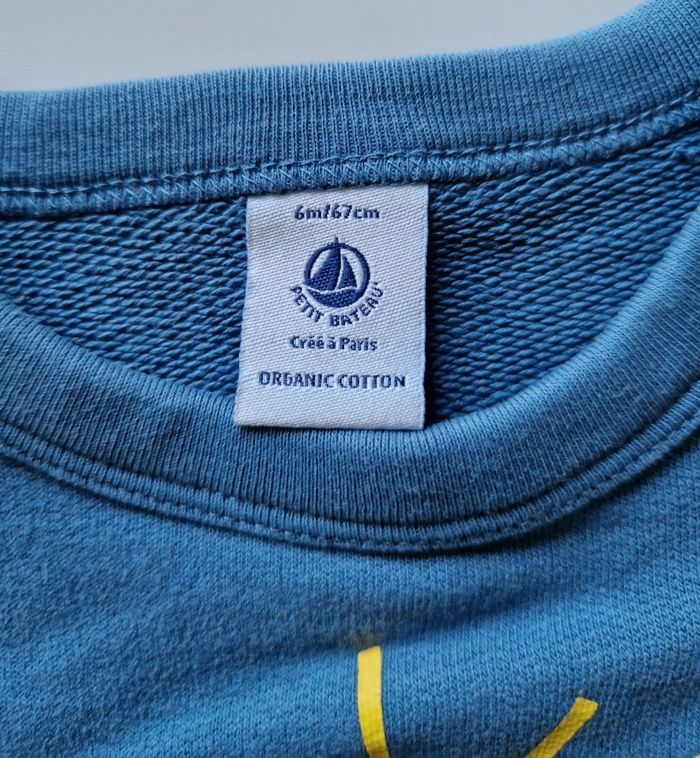 6m/67cm
PETIT BATEAU
Créé à Paris
ORGANIC COTTON